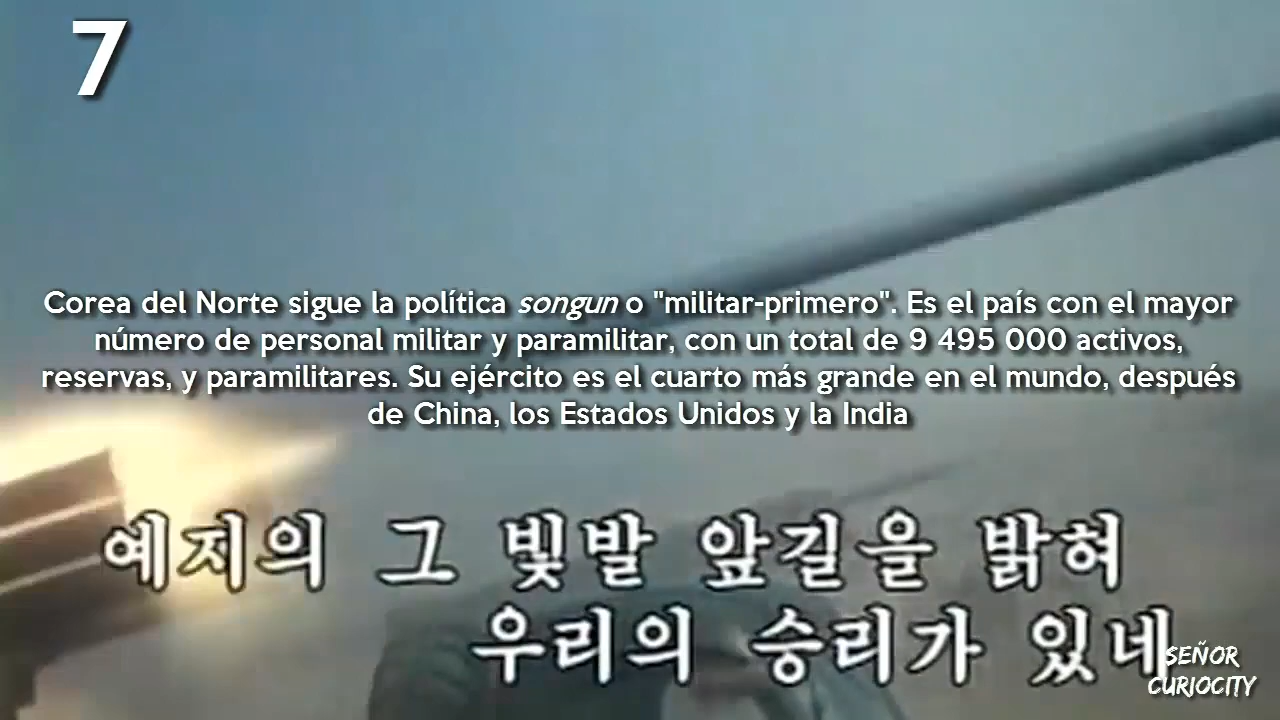 7
Corea del Norte sigue la política songun o "militar-primero". Es el país con el mayor
número de personal militar y paramilitar, con un total de 9 495 000 activos,
reservas, y paramilitares. Su ejército es el cuarto más grande en el mundo, después
de China, los Estados Unidos y la India
예지의 그 빛발 앞길을 밝혀
우리의 승리가 있네
SEÑOR
CURIOCITY